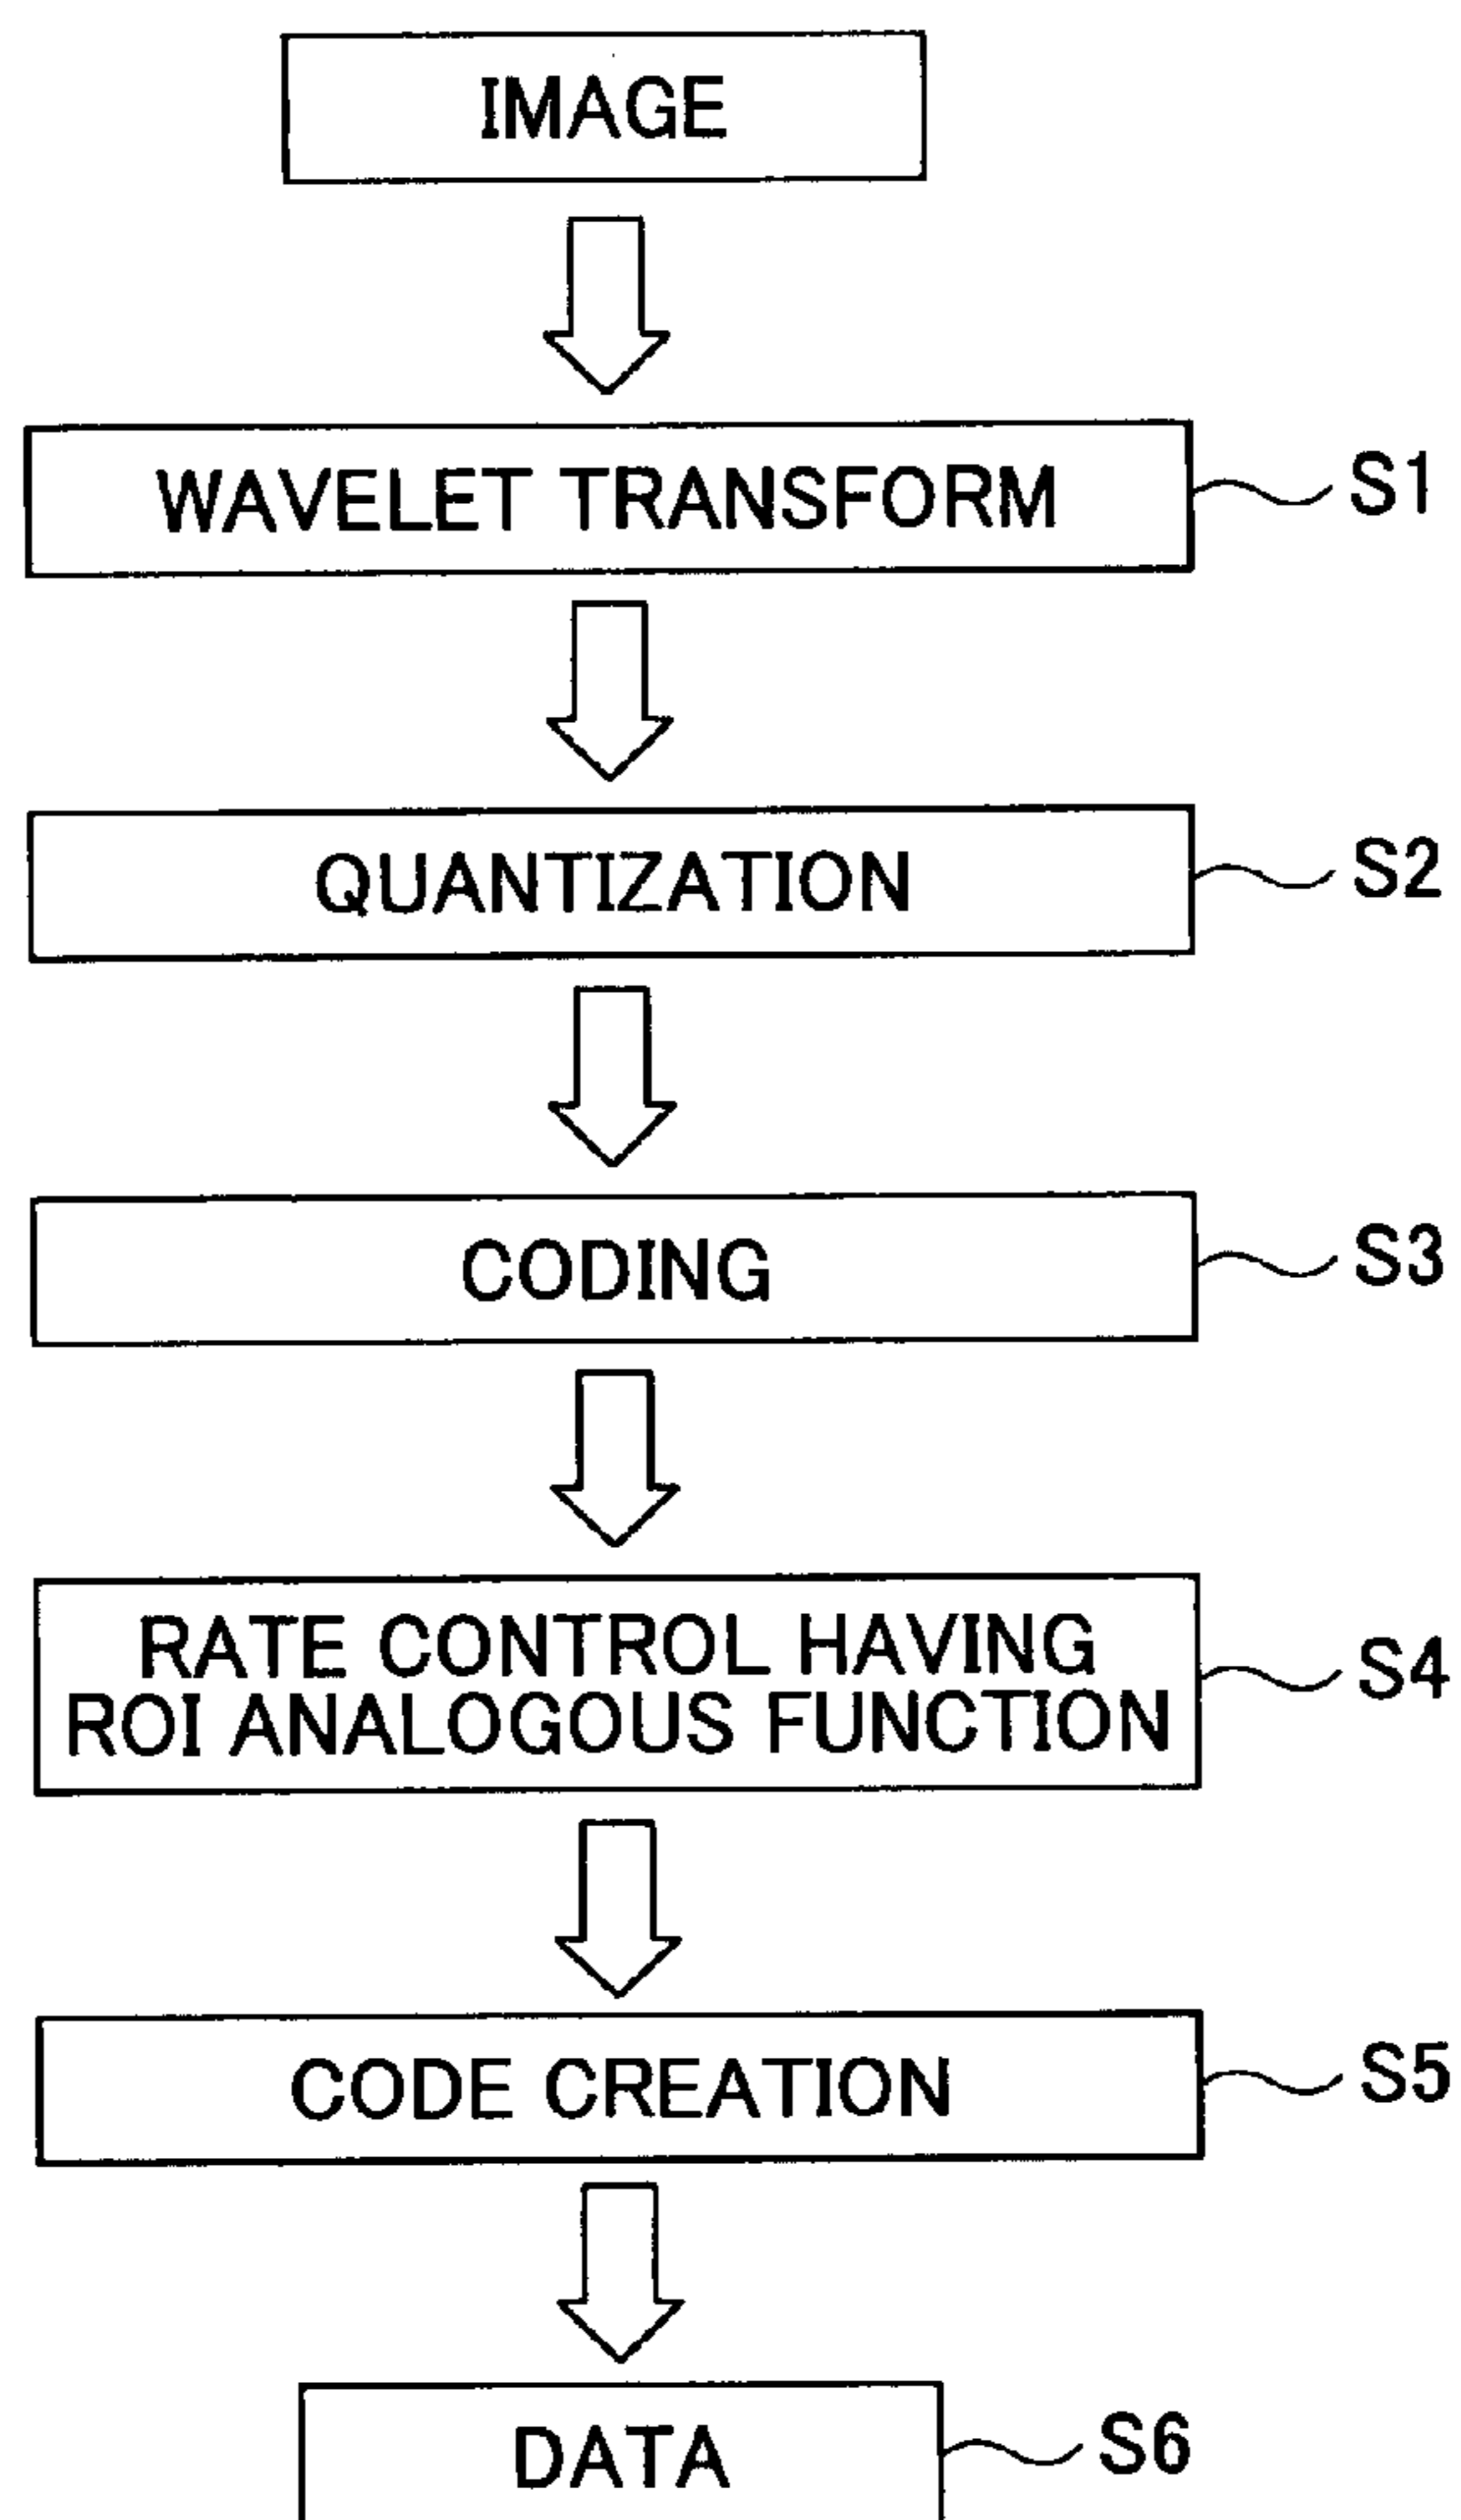 IMAGE
WAVELET TRANSFORM S1
QUANTIZATION S2
CODING S3
RATE CONTROL HAVING
ROI ANALOGOUS FUNCTION S4
CODE CREATION S5
DATA S6